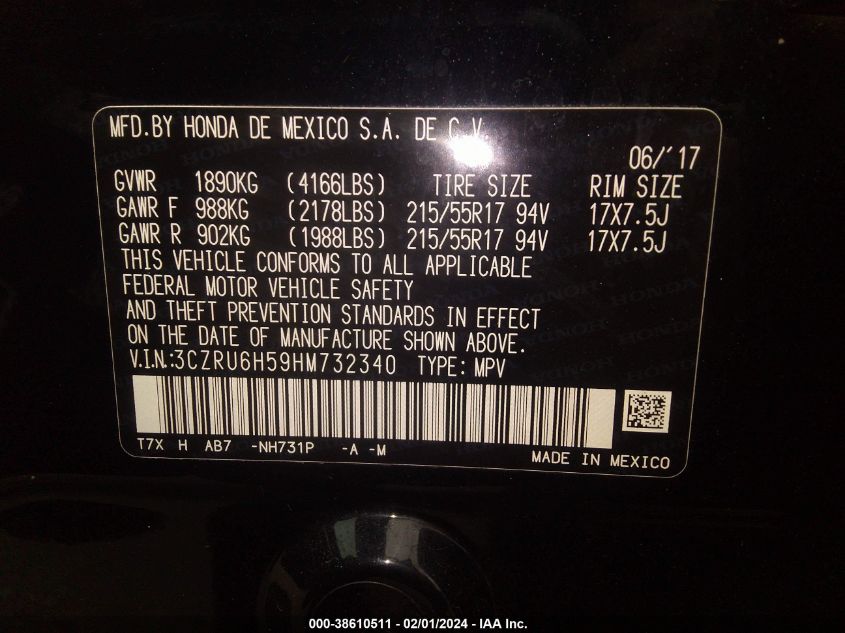 MFD.BY HONDA DE MEXICO S.A. DE C.V.
06/'17
GVWR 1890KG (4166LBS) TIRE SIZE RIM SIZE
GAWR F 988KG (2178LBS) 215/55R17 94V 17X7.5J
GAWR R 902KG (1988LBS) 215/55R17 94V 17X7.5J
THIS VEHICLE CONFORMS TO ALL APPLICABLE
FEDERAL MOTOR VEHICLE SAFETY
AND THEFT PREVENTION STANDARDS IN EFFECT
ON THE DATE OF MANUFACTURE SHOWN ABOVE.
V.I.N.:3CZRU6H59HM732340 TYPE: MPV
T7X H AB7 -NH731P -A -M
MADE IN MEXICO
000-38610511 - 02/01/2024 - IAA Inc.